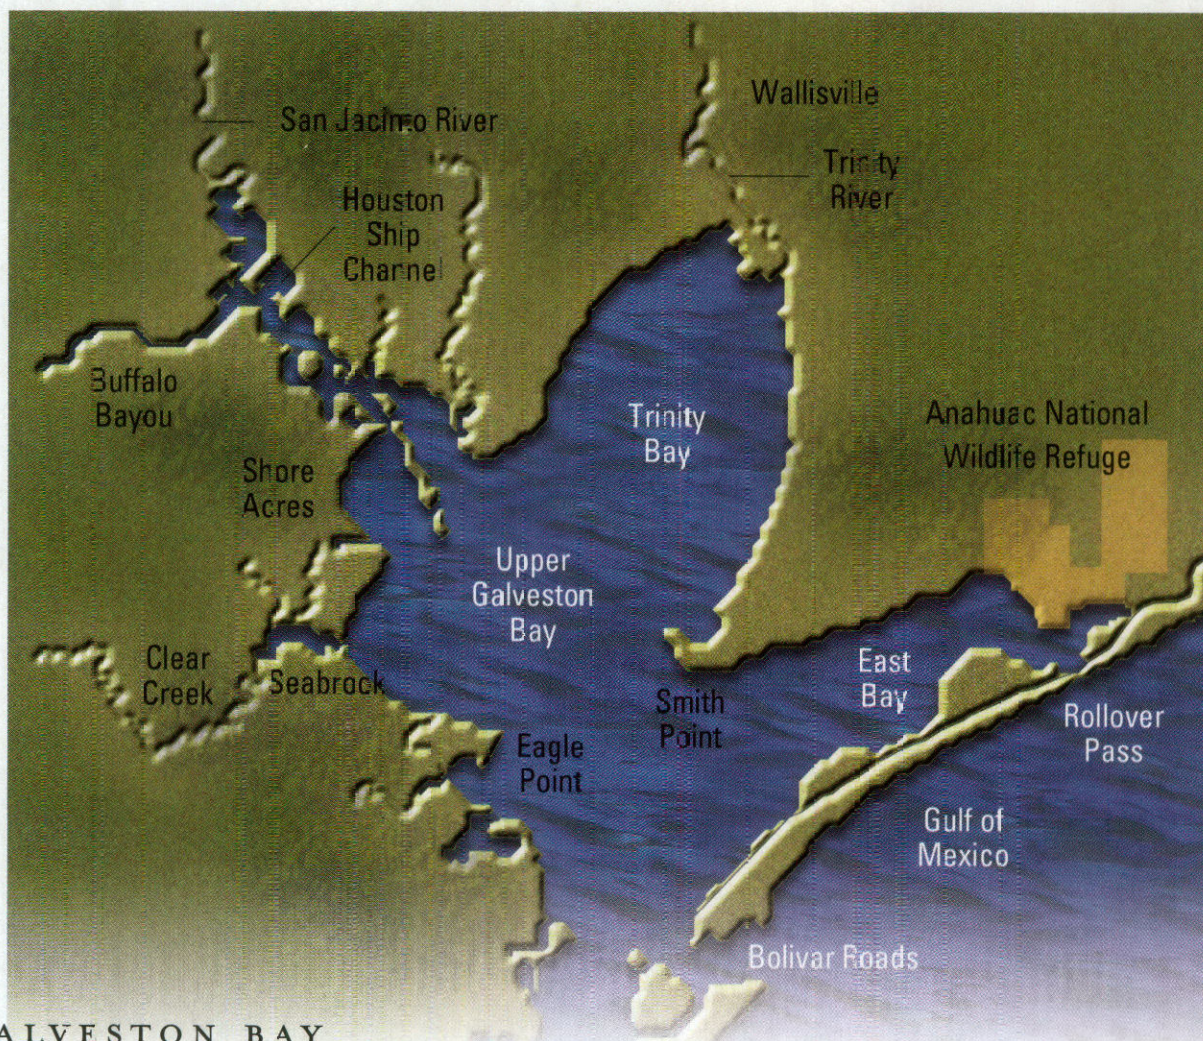 Wallisville
San Jacinto River
Trinity
River
Houston
Ship
Channel
Buffalo
Bayou
Trinity
Bay
Anahuac National
Wildlife Refuge
Shore
Acres
Upper
Galveston
Bay
Clear
Creek
Seabrook
East
Bay
Smith
Point
Rollover
Pass
Eagle
Point
Gulf of
Mexico
Bolivar Roads
ALVESTON BAY